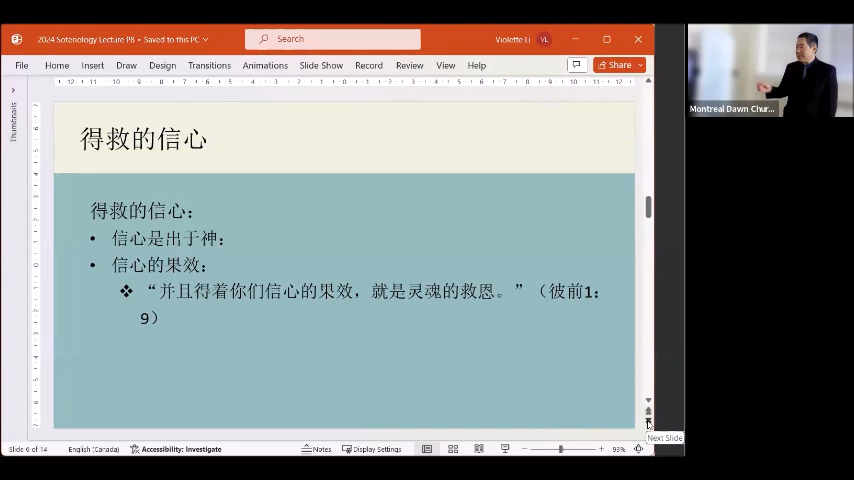 2024 Soteriology Lecture P8 • Saved to this PC
Search
Violette Li
VL
File Home Insert Draw Design Transitions Animations Slide Show Record Review View Help
Share
Thumbnails
得救的信心
得救的信心：
• 信心是出于神：
• 信心的果效：
❖ “并且得着你们信心的果效，就是灵魂的救恩。”（彼前1：
9）
Next Slide
Slide 6 of 14 English (Canada) Accessibility: Investigate Notes Display Settings 93%
Montreal Dawn Chur...